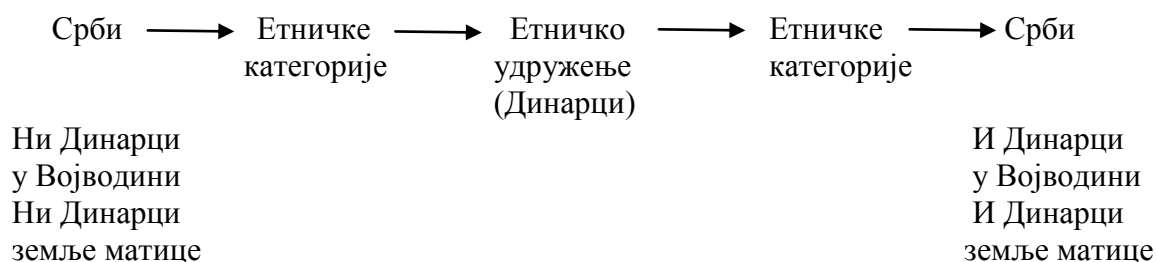 Срби Етничке Етничко Етничке Срби
категорије удружење категорије
(Динарци)
Ни Динарци И Динарци
у Војводини у Војводини
Ни Динарци И Динарци
земље матице земље матице